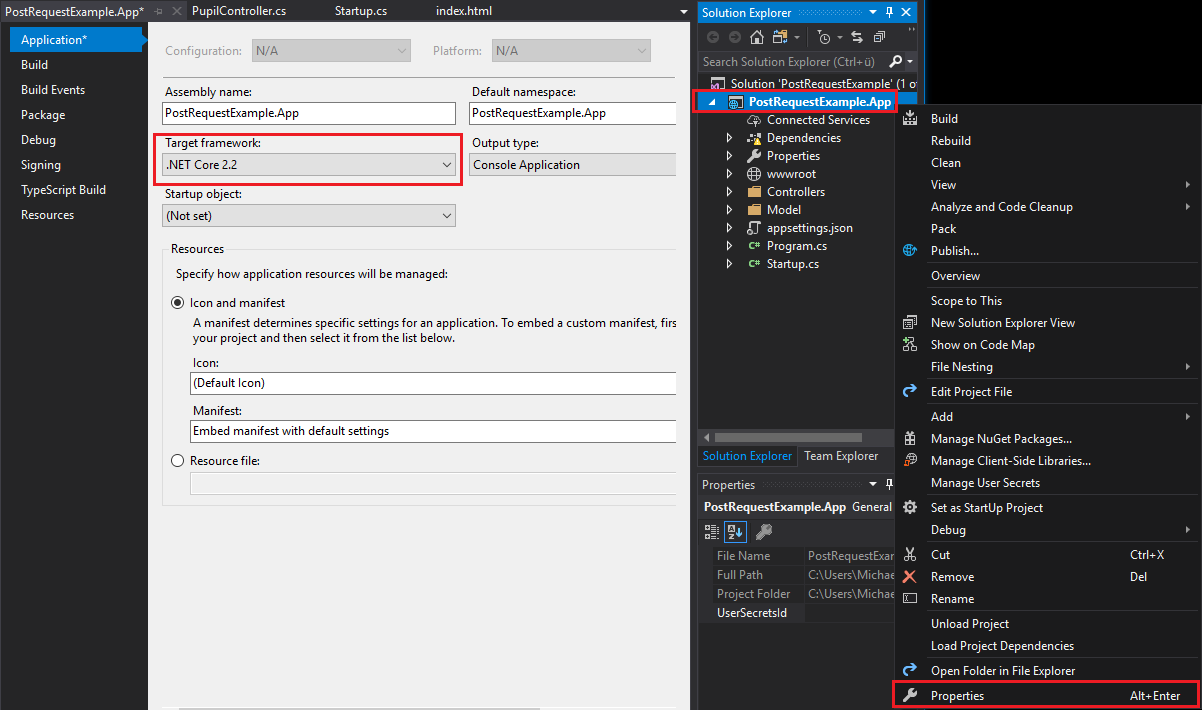 PostRequestExample.App*
PupilController.cs
Startup.cs
index.html
Application*
Build
Build Events
Package
Debug
Signing
TypeScript Build
Resources
Configuration:
N/A
Platform:
N/A
Assembly name:
PostRequestExample.App
Default namespace:
PostRequestExample.App
Target framework:
.NET Core 2.2
Output type:
Console Application
Startup object:
(Not set)
Resources
Specify how application resources will be managed:
Icon and manifest
A manifest determines specific settings for an application. To embed a custom manifest, firs
your project and then select it from the list below.
Icon:
(Default Icon)
Manifest:
Embed manifest with default settings
Resource file:
Solution Explorer
Search Solution Explorer (Ctrl+ü)
Solution 'PostRequestExample' (1 o
PostRequestExample.App
Connected Services
Dependencies
Properties
wwwroot
Controllers
Model
appsettings.json
C# Program.cs
C# Startup.cs
Solution Explorer
Team Explorer
Properties
PostRequestExample.App General
File Name PostRequestExar
Full Path C:\Users\Michae
Project Folder C:\Users\Michae
UserSecretsId
Build
Rebuild
Clean
View
Analyze and Code Cleanup
Pack
Publish...
Overview
Scope to This
New Solution Explorer View
Show on Code Map
File Nesting
Edit Project File
Add
Manage NuGet Packages...
Manage Client-Side Libraries...
Manage User Secrets
Set as StartUp Project
Debug
Cut Ctrl+X
Remove Del
Rename
Unload Project
Load Project Dependencies
Open Folder in File Explorer
Properties Alt+Enter